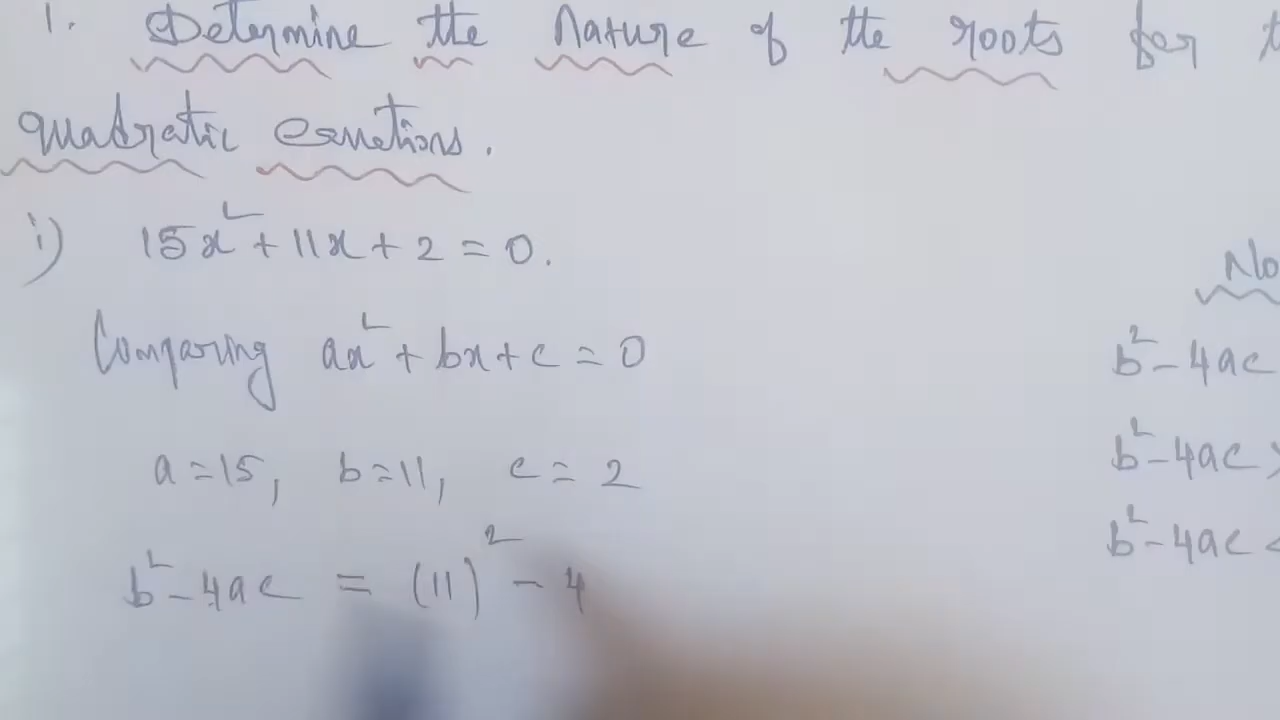 1. Determine the nature of the roots for
quadratic equations.
i) 15x² + 11x + 2 = 0.
Comparing ax² + bx + c = 0
a = 15, b = 11, c = 2
b² - 4ac = (11)² - 4
No
b² - 4ac
b² - 4ac >
b² - 4ac <